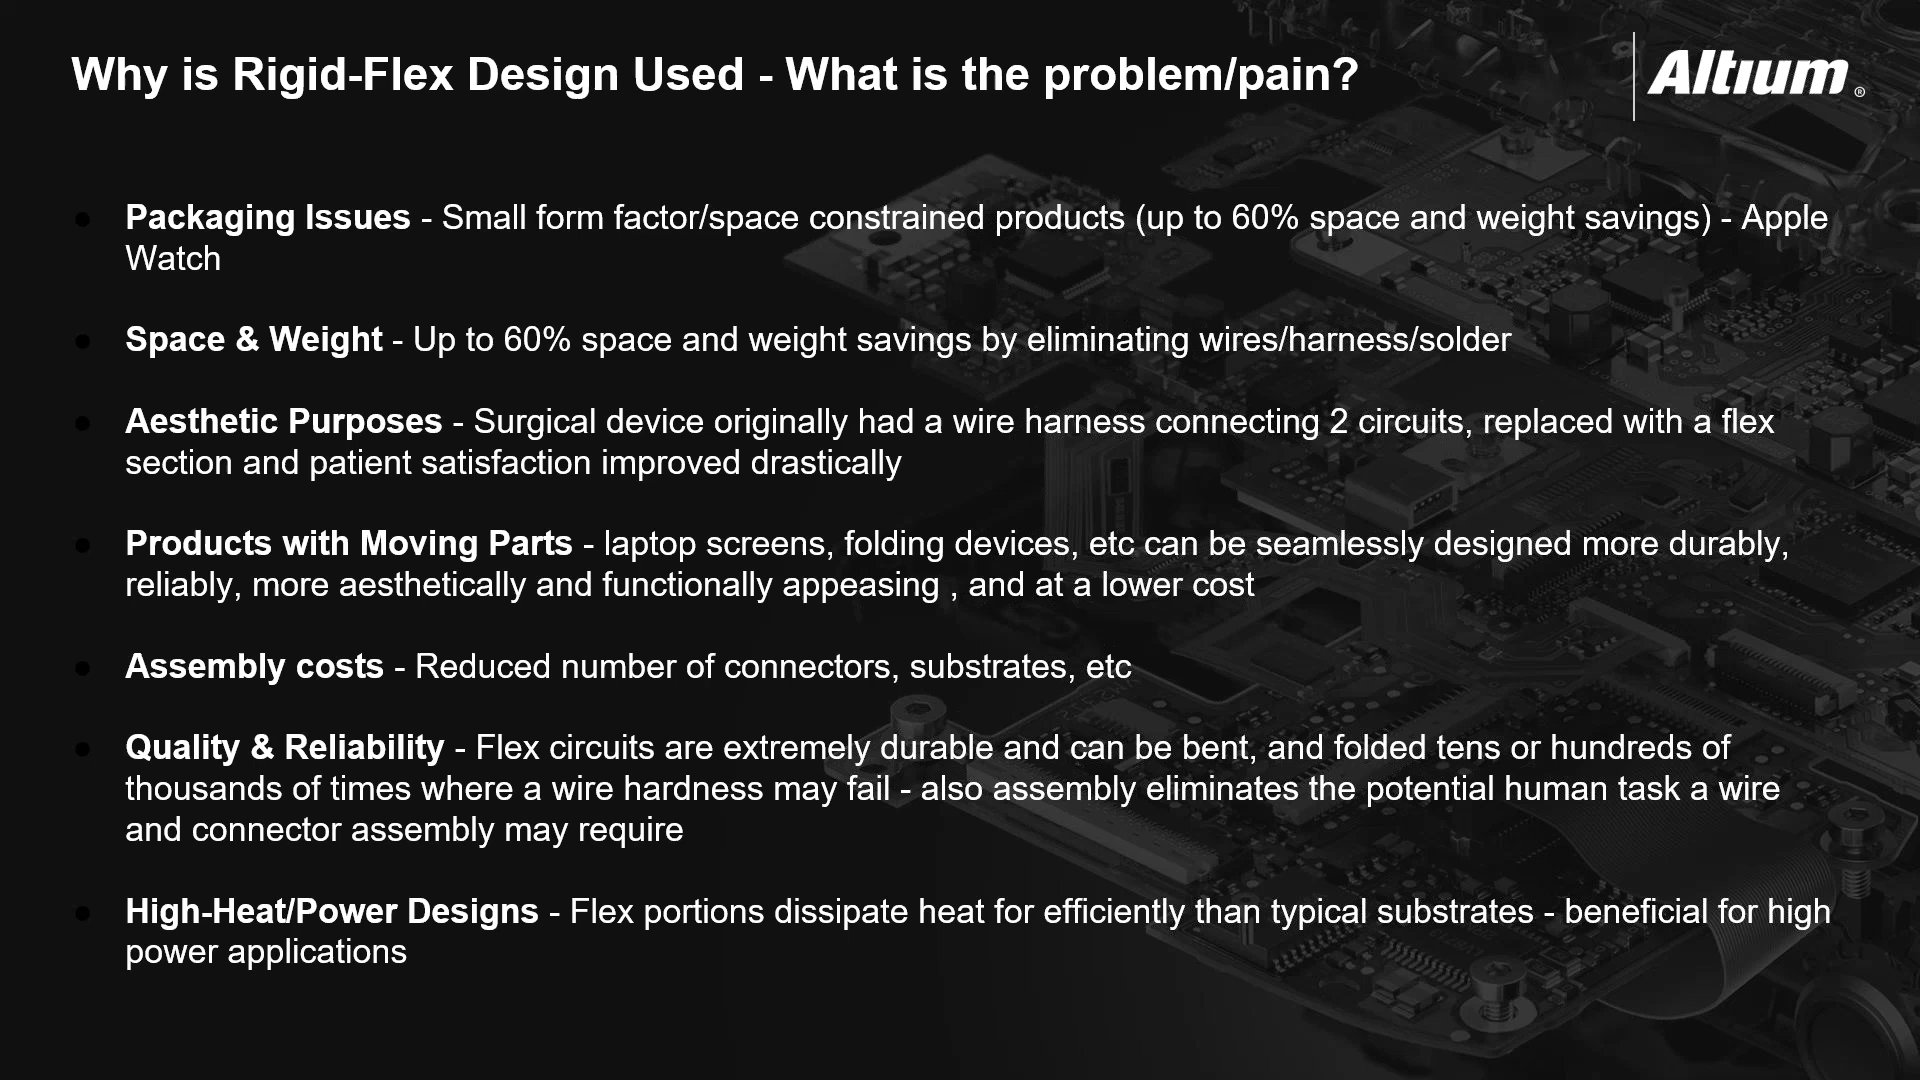 Why is Rigid-Flex Design Used - What is the problem/pain?
Altium®
● Packaging Issues - Small form factor/space constrained products (up to 60% space and weight savings) - Apple
Watch
● Space & Weight - Up to 60% space and weight savings by eliminating wires/harness/solder
● Aesthetic Purposes - Surgical device originally had a wire harness connecting 2 circuits, replaced with a flex
section and patient satisfaction improved drastically
● Products with Moving Parts - laptop screens, folding devices, etc can be seamlessly designed more durably,
reliably, more aesthetically and functionally appeasing , and at a lower cost
● Assembly costs - Reduced number of connectors, substrates, etc
● Quality & Reliability - Flex circuits are extremely durable and can be bent, and folded tens or hundreds of
thousands of times where a wire hardness may fail - also assembly eliminates the potential human task a wire
and connector assembly may require
● High-Heat/Power Designs - Flex portions dissipate heat for efficiently than typical substrates - beneficial for high
power applications